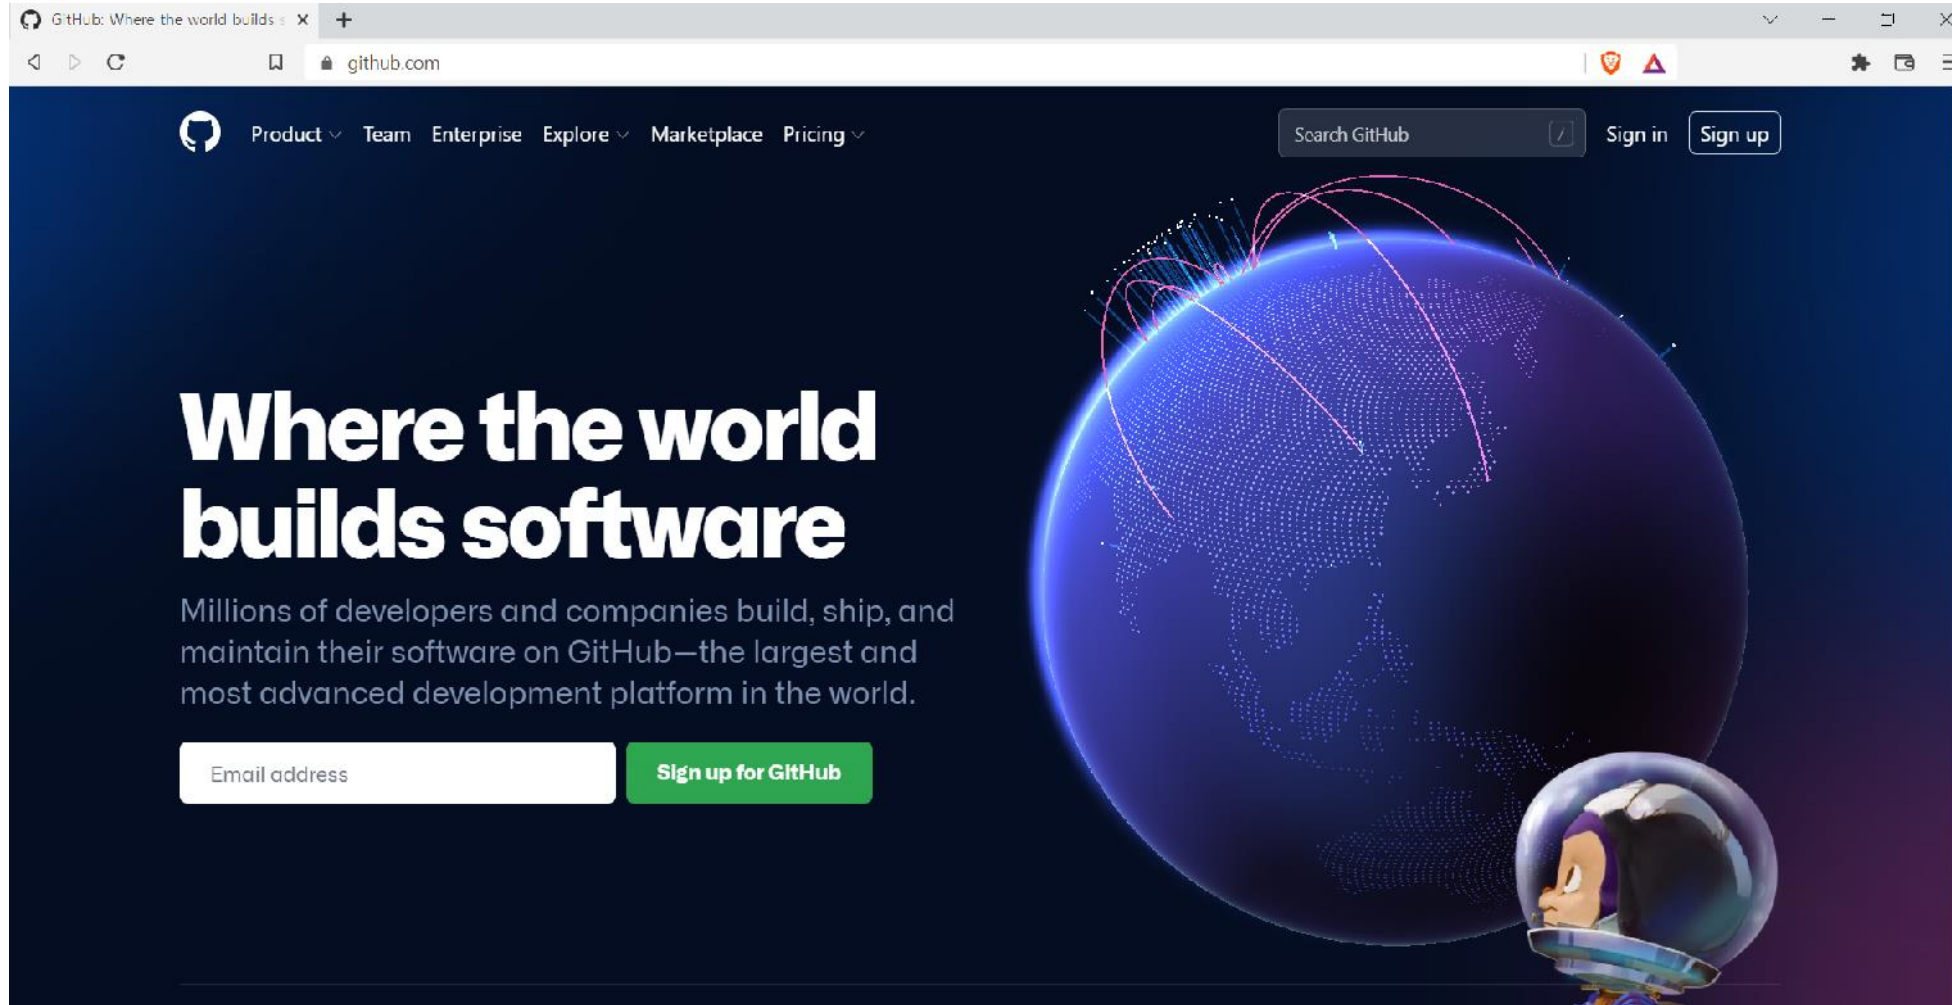 GitHub: Where the world builds s
github.com
Product Team Enterprise Explore Marketplace Pricing
Search GitHub /
Sign in
Sign up
Where the world
builds software
Millions of developers and companies build, ship, and
maintain their software on GitHub—the largest and
most advanced development platform in the world.
Email address
Sign up for GitHub